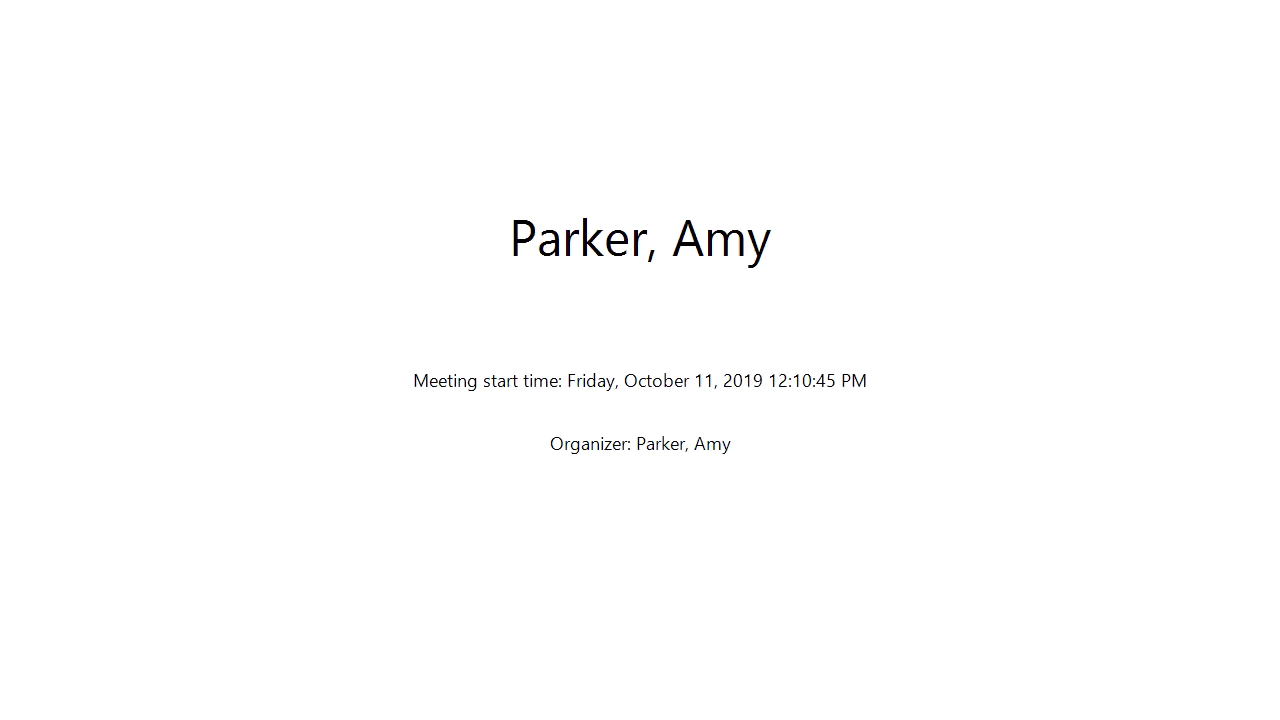 Parker, Amy
Meeting start time: Friday, October 11, 2019 12:10:45 PM
Organizer: Parker, Amy